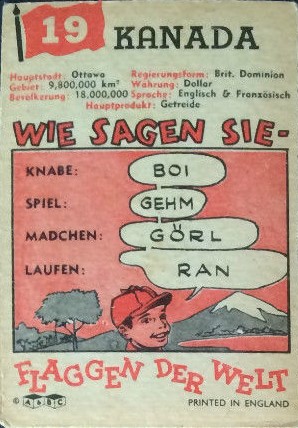 19 KANADA
Hauptstadt: Ottawa Regierungsform: Brit. Dominion
Gebiet: 9,800,000 km² Währung: Dollar
Bevölkerung: 18.000,000 Sprache: Englisch & Französisch
Hauptprodukt: Getreide
WIE SAGEN SIE-
KNABE: BOI
SPIEL: GEHM
MADCHEN: GÖRL
LAUFEN: RAN
FLAGGEN DER WELT
© A&BC PRINTED IN ENGLAND